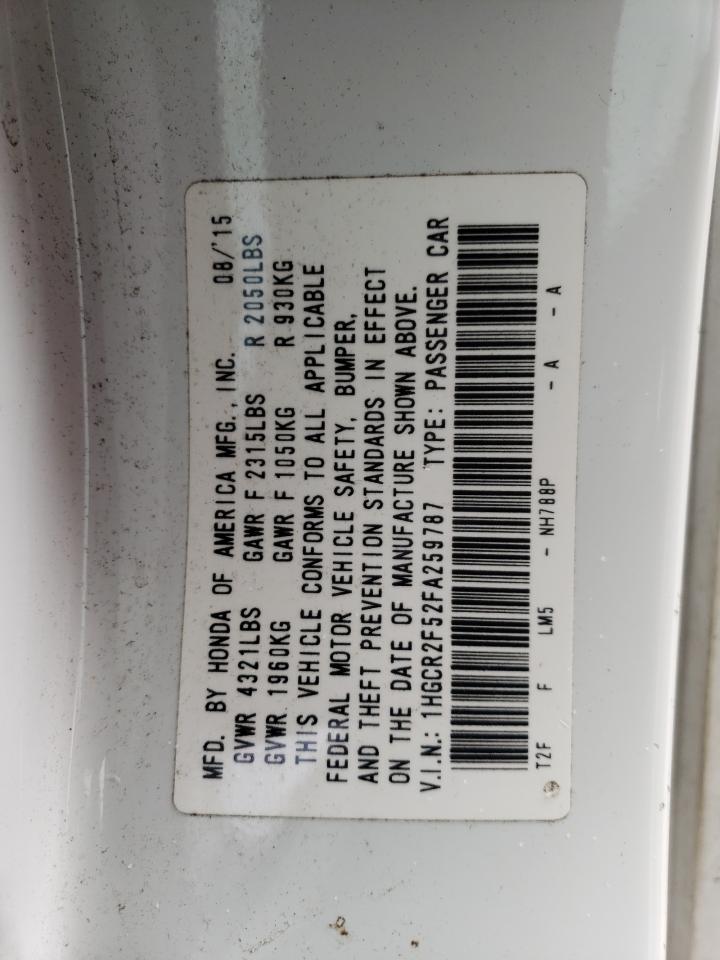 MFD. BY HONDA OF AMERICA MFG., INC. 08/'15
GVWR 4321LBS GAWR F 2315LBS R 2050LBS
GVWR 1960KG GAWR F 1050KG R 930KG
THIS VEHICLE CONFORMS TO ALL APPLICABLE
FEDERAL MOTOR VEHICLE SAFETY, BUMPER,
AND THEFT PREVENTION STANDARDS IN EFFECT
ON THE DATE OF MANUFACTURE SHOWN ABOVE.
V.I.N.: 1HGCR2F52FA259787 TYPE: PASSENGER CAR
T2F F LM5 - NH788P - A - A